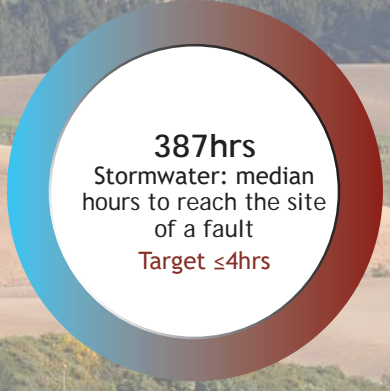 387hrs
Stormwater: median
hours to reach the site
of a fault
Target ≤4hrs